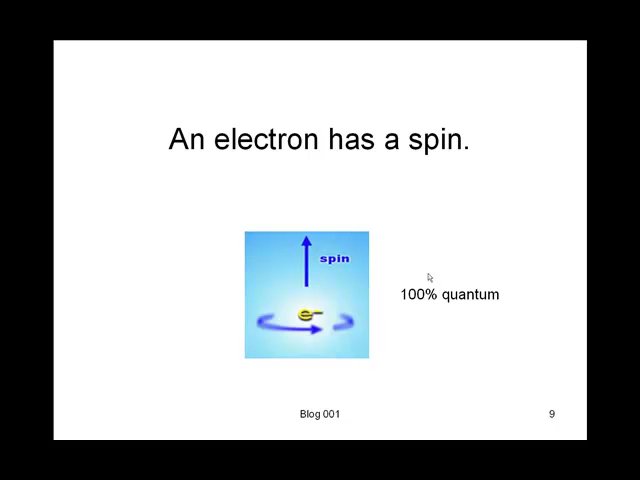 An electron has a spin.
spin
e-
100% quantum
Blog 001
9